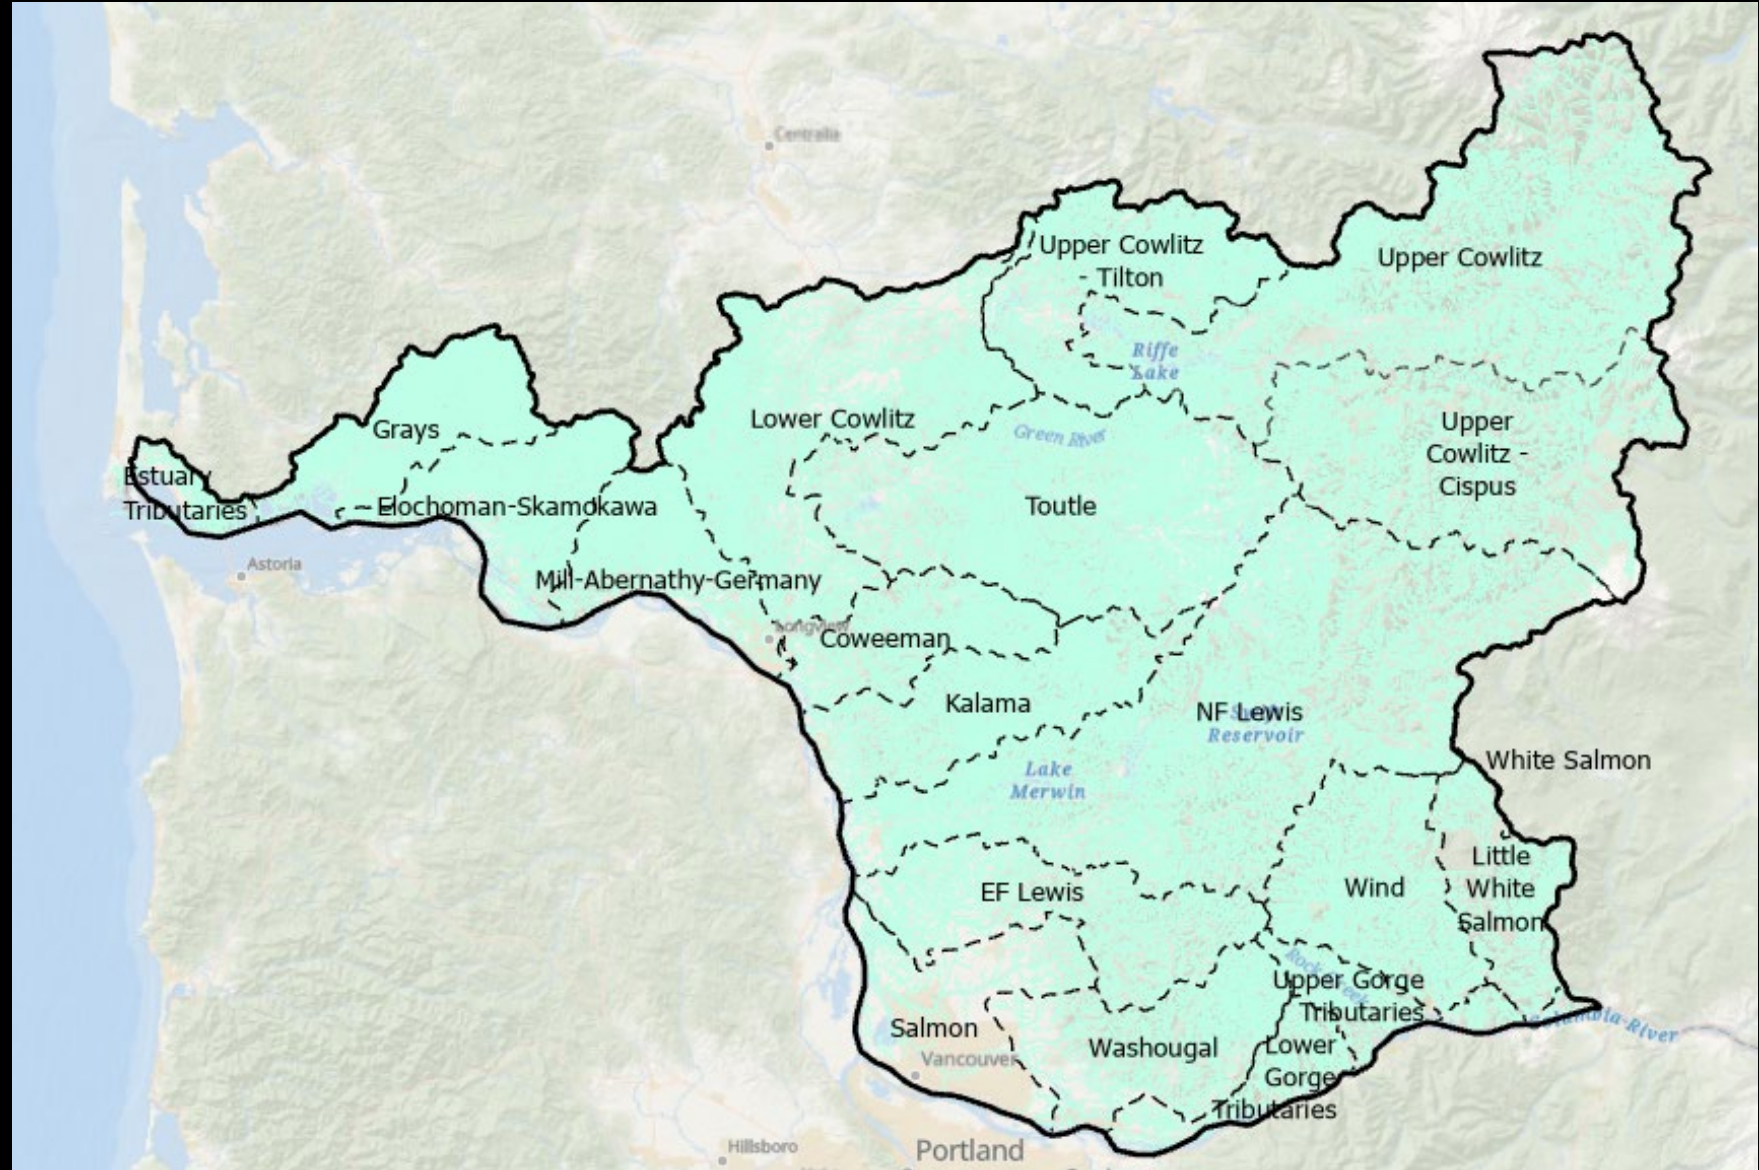 Centralia
Upper Cowlitz
- Tilton
Upper Cowlitz
Riffe
Lake
Grays
Lower Cowlitz
Green River
Upper
Cowlitz -
Cispus
Estuary
Tributaries
Elochoman-Skamokawa
Toutle
Astoria
Mill-Abernathy-Germany
Longview
Coweeman
Kalama
NF Lewis
Reservoir
White Salmon
Lake
Merwin
Little
White
Salmon
EF Lewis
Wind
Rock Creek
Upper Gorge
Tributaries
Salmon
Columbia River
Vancouver
Washougal
Lower
Gorge
Tributaries
Hillsboro
Portland